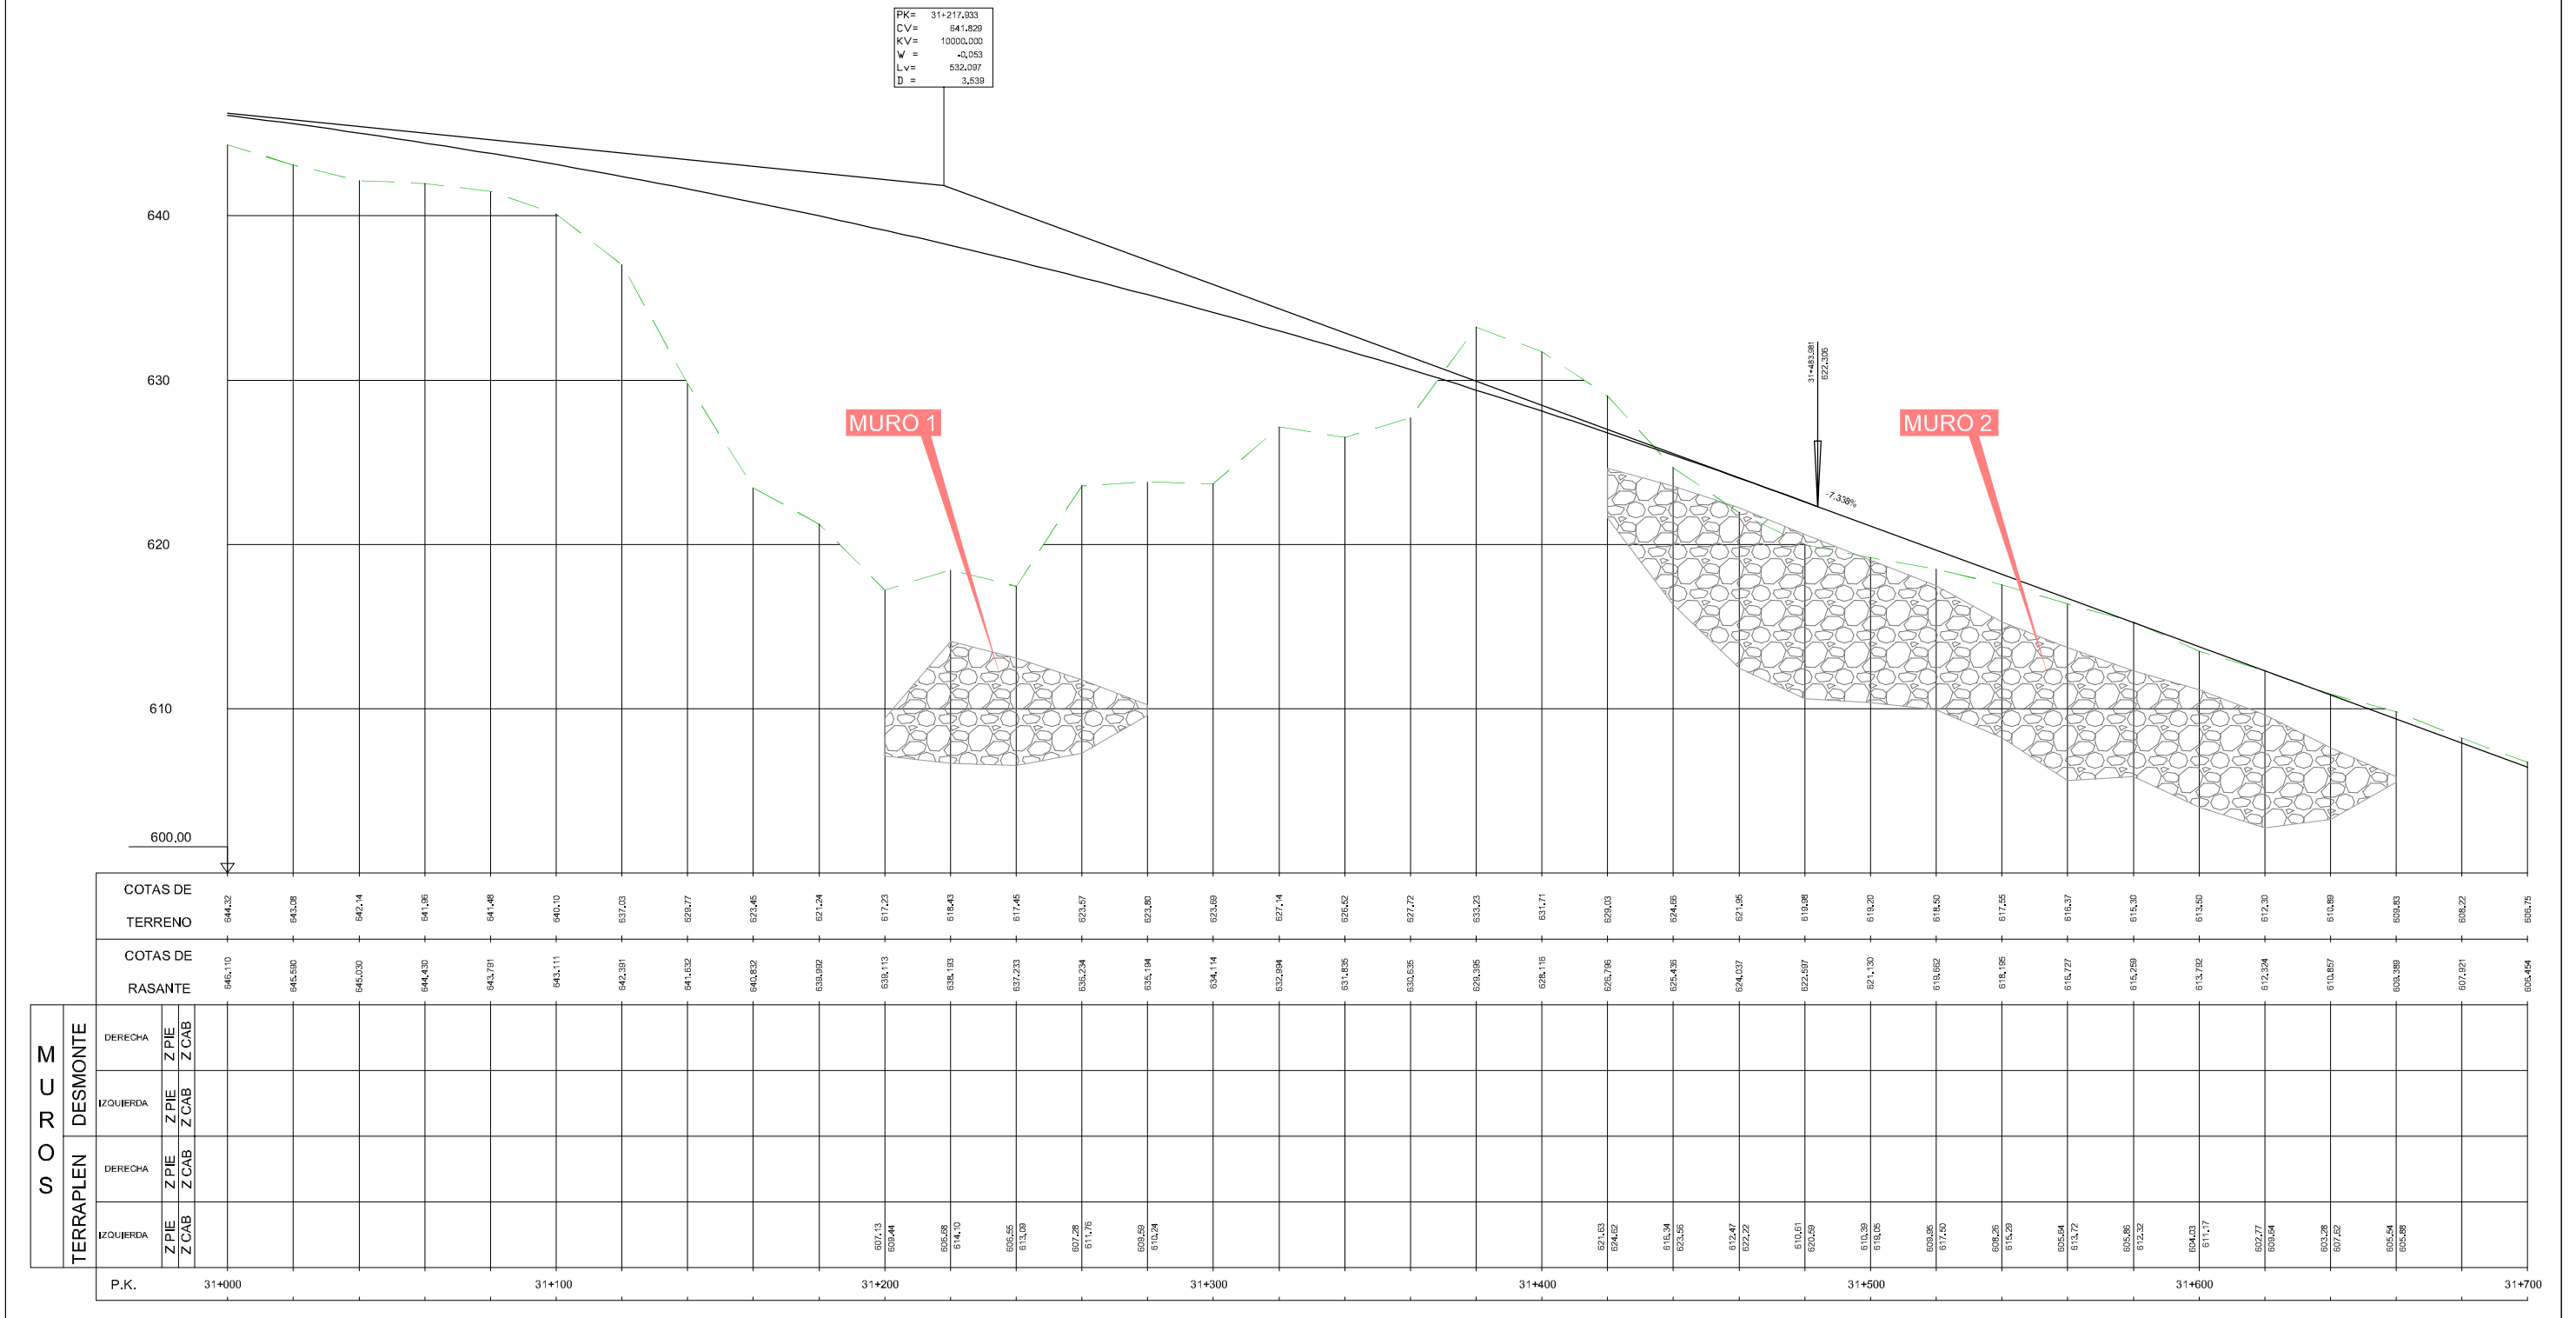 PK= 31+217.933
CV= 641.829
KV= 10000.000
W = -0.053
Lv= 532.097
D = 3.539
640
630
620
610
600.00
MURO 1
MURO 2
31+483.981
622.306
-7.338%
COTAS DE
TERRENO
644.32 643.08 642.14 641.96 641.48 640.10 637.03 629.77 623.45 621.24 617.23 618.43 617.45 623.57 623.80 623.69 627.14 626.52 627.72 633.23 631.71 629.03 624.66 621.95 619.98 619.20 618.50 617.55 616.37 615.30 613.50 612.30 610.89 609.83 608.22 606.75
COTAS DE
RASANTE
646.110 645.590 645.030 644.430 643.791 643.111 642.391 641.632 640.832 639.992 639.113 638.193 637.233 636.234 635.194 634.114 632.994 631.835 630.635 629.395 628.116 626.796 625.436 624.037 622.597 621.130 619.662 618.195 616.727 615.259 613.792 612.324 610.857 609.389 607.921 606.454
MUROS
DESMONTE
DERECHA
Z PIE
Z CAB
IZQUIERDA
Z PIE
Z CAB
TERRAPLEN
DERECHA
Z PIE
Z CAB
IZQUIERDA
Z PIE
Z CAB
607.13 606.68 606.55 607.28 609.59 621.63 616.34 612.47 610.61 610.39 609.95 608.26 605.64 605.86 604.03 602.77 603.28 605.54
609.44 614.10 613.09 611.76 610.24 624.62 623.56 622.22 620.59 619.05 617.50 615.29 613.72 612.32 611.17 609.64 607.62 605.88
P.K. 31+000 31+100 31+200 31+300 31+400 31+500 31+600 31+700